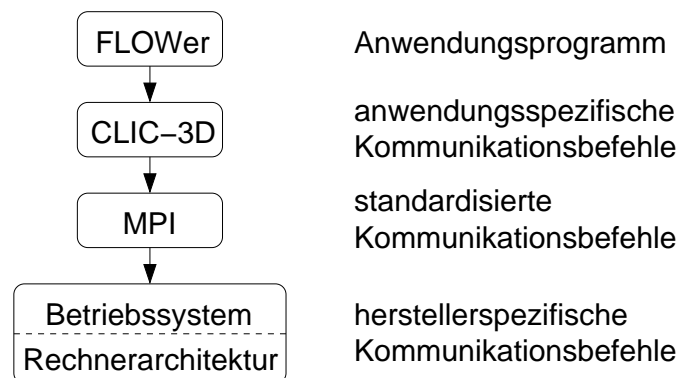 FLOWer
Anwendungsprogramm
CLIC−3D
anwendungsspezifische
Kommunikationsbefehle
MPI
standardisierte
Kommunikationsbefehle
Betriebssystem
Rechnerarchitektur
herstellerspezifische
Kommunikationsbefehle